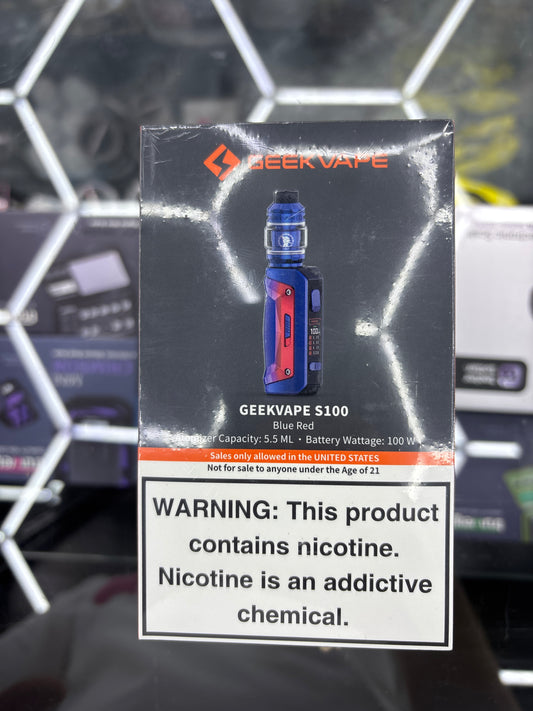 GEEKVAPE
100
GEEKVAPE S100
Blue Red
Capacity: 5.5 ML • Battery Wattage: 100 W
Sales only allowed in the UNITED STATES
Not for sale to anyone under the Age of 21
WARNING: This product
contains nicotine.
Nicotine is an addictive
chemical.